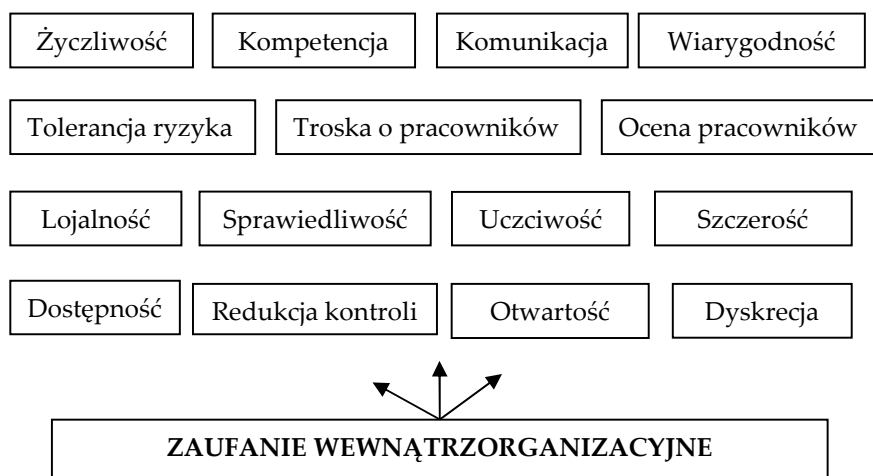 Życzliwość Kompetencja Komunikacja Wiarygodność
Tolerancja ryzyka Troska o pracowników Ocena pracowników
Lojalność Sprawiedliwość Uczciwość Szczerość
Dostępność Redukcja kontroli Otwartość Dyskrecja
ZAUFANIE WEWNĄTRZORGANIZACYJNE